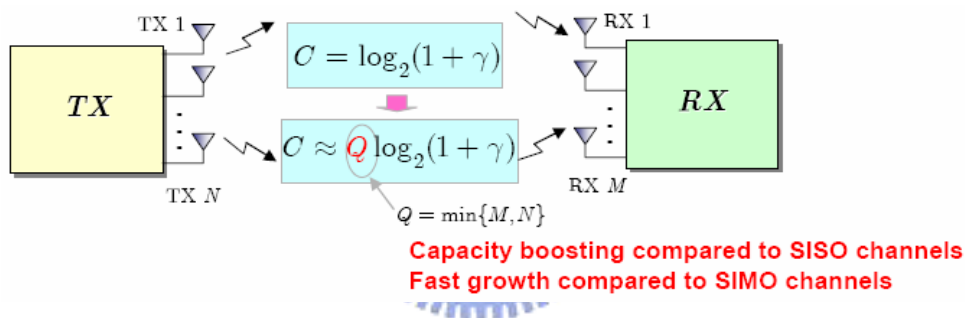 TX 1
RX 1
C = log₂(1 + γ)
TX
RX
C ≈ Q log₂(1 + γ)
TX N
RX M
Q = min{M, N}
Capacity boosting compared to SISO channels
Fast growth compared to SIMO channels